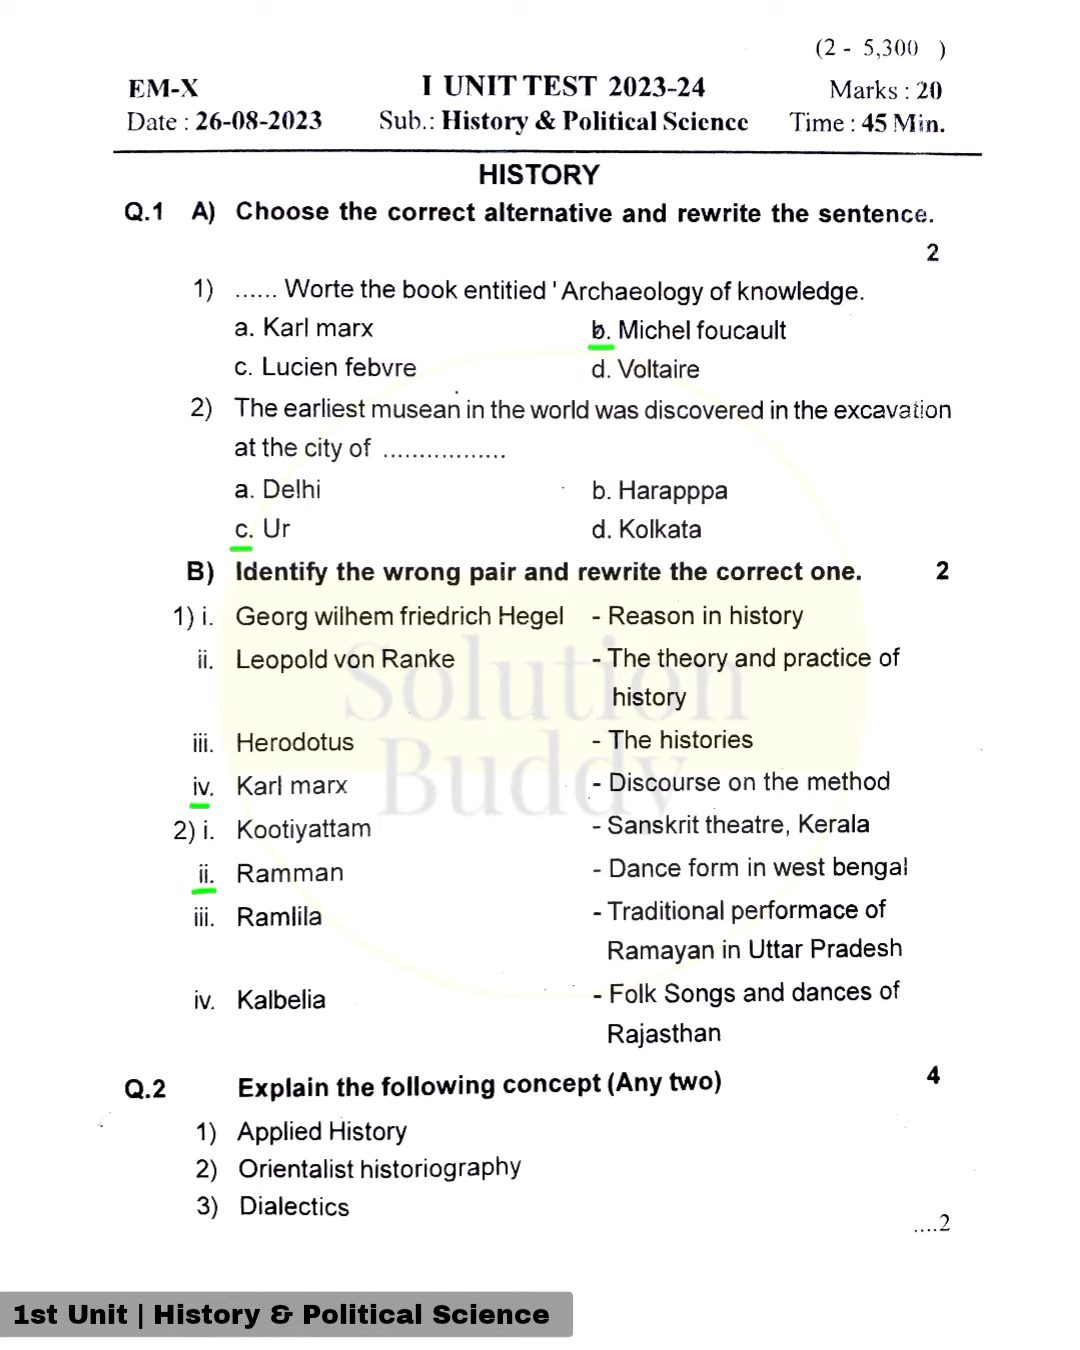 (2 - 5,300 )
EM-X I UNIT TEST 2023-24 Marks : 20
Date : 26-08-2023 Sub.: History & Political Science Time : 45 Min.
HISTORY
Q.1 A) Choose the correct alternative and rewrite the sentence.
2
1) ...... Worte the book entitied ' Archaeology of knowledge.
a. Karl marx b. Michel foucault
c. Lucien febvre d. Voltaire
2) The earliest musean in the world was discovered in the excavation
at the city of .................
a. Delhi b. Harapppa
c. Ur d. Kolkata
B) Identify the wrong pair and rewrite the correct one. 2
1) i. Georg wilhem friedrich Hegel - Reason in history
ii. Leopold von Ranke - The theory and practice of
history
iii. Herodotus - The histories
iv. Karl marx - Discourse on the method
2) i. Kootiyattam - Sanskrit theatre, Kerala
ii. Ramman - Dance form in west bengal
iii. Ramlila - Traditional performace of
Ramayan in Uttar Pradesh
iv. Kalbelia - Folk Songs and dances of
Rajasthan
Q.2 Explain the following concept (Any two) 4
1) Applied History
2) Orientalist historiography
3) Dialectics
....2
Solution
Buddy
1st Unit | History & Political Science